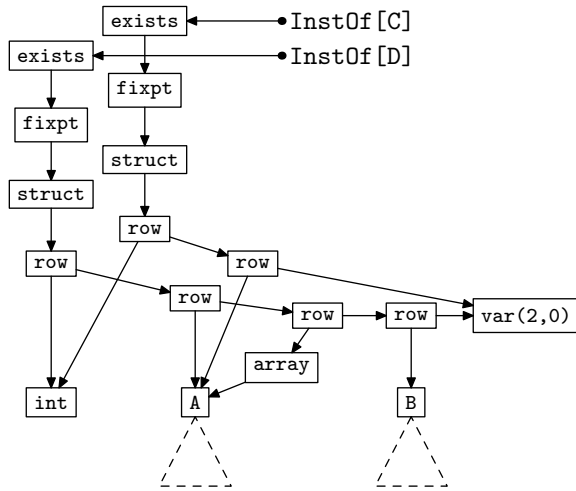 exists
InstOf[C]
exists
InstOf[D]
fixpt
fixpt
struct
struct
row
row
row
row
row
row
var(2,0)
array
int
A
B